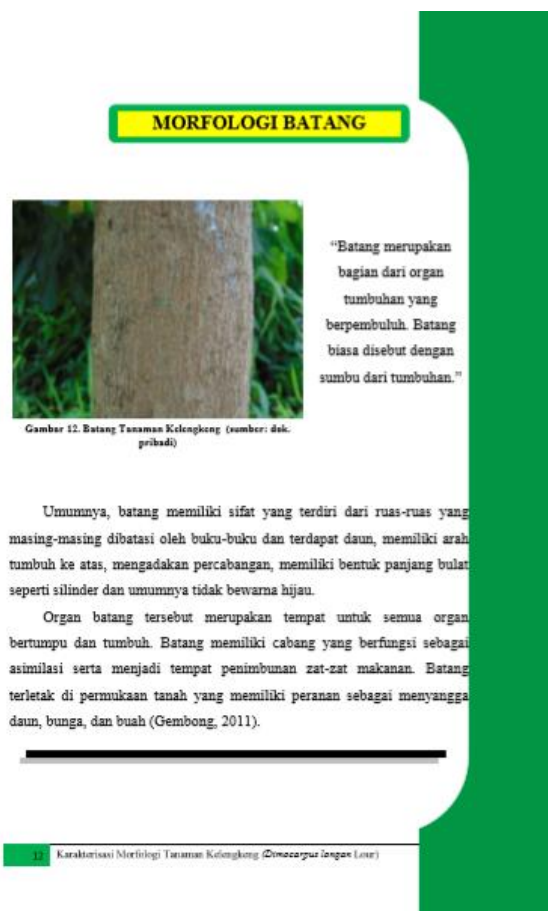 MORFOLOGI BATANG
“Batang merupakan
bagian dari organ
tumbuhan yang
berpembuluh. Batang
biasa disebut dengan
sumbu dari tumbuhan.”
Gambar 12. Batang Tanaman Kelengkeng (sumber: dok.
pribadi)
Umumnya, batang memiliki sifat yang terdiri dari ruas-ruas yang
masing-masing dibatasi oleh buku-buku dan terdapat daun, memiliki arah
tumbuh ke atas, mengadakan percabangan, memiliki bentuk panjang bulat
seperti silinder dan umumnya tidak bewarna hijau.
Organ batang tersebut merupakan tempat untuk semua organ
bertumpu dan tumbuh. Batang memiliki cabang yang berfungsi sebagai
asimilasi serta menjadi tempat penimbunan zat-zat makanan. Batang
terletak di permukaan tanah yang memiliki peranan sebagai menyangga
daun, bunga, dan buah (Gembong, 2011).
12 Karakterisasi Morfologi Tanaman Kelengkeng (Dimocarpus longan Lour)